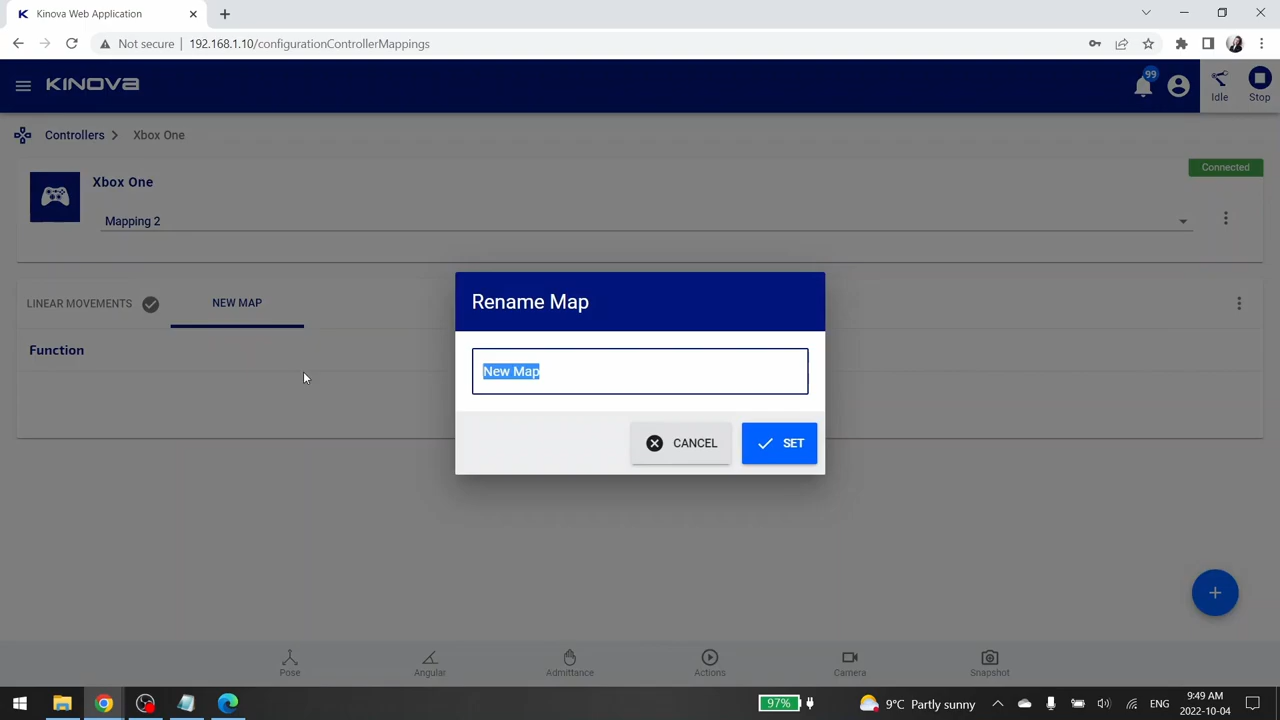 Kinova Web Application
Not secure
192.168.1.10/configurationControllerMappings
KINOVA
99
Idle
Stop
Controllers
Xbox One
Connected
Xbox One
Mapping 2
LINEAR MOVEMENTS
NEW MAP
Function
Rename Map
New Map
CANCEL
SET
Pose
Angular
Admittance
Actions
Camera
Snapshot
97%
9°C Partly sunny
ENG
9:49 AM
2022-10-04